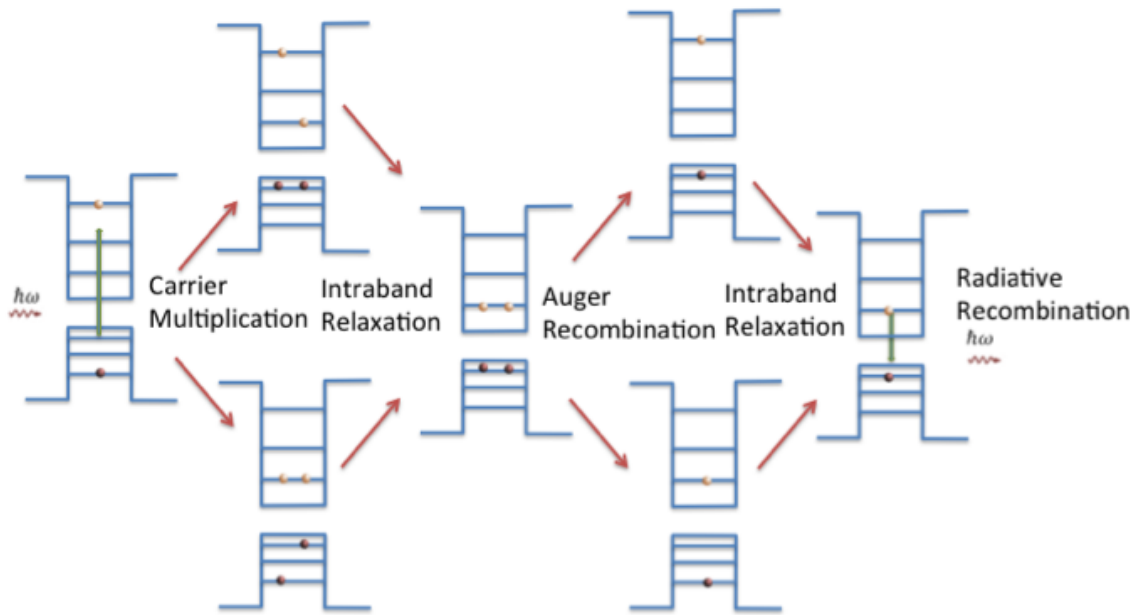 ħω
Carrier
Multiplication
Intraband
Relaxation
Auger
Recombination
Intraband
Relaxation
Radiative
Recombination
ħω